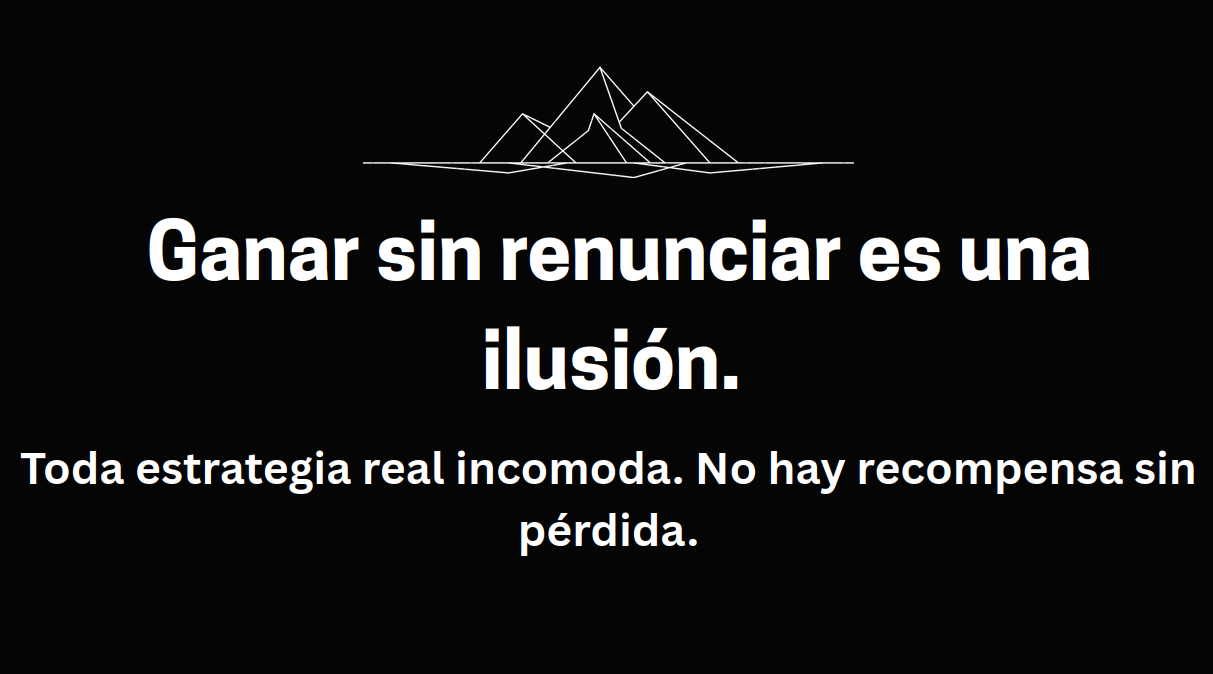 Ganar sin renunciar es una
ilusión.
Toda estrategia real incomoda. No hay recompensa sin
pérdida.